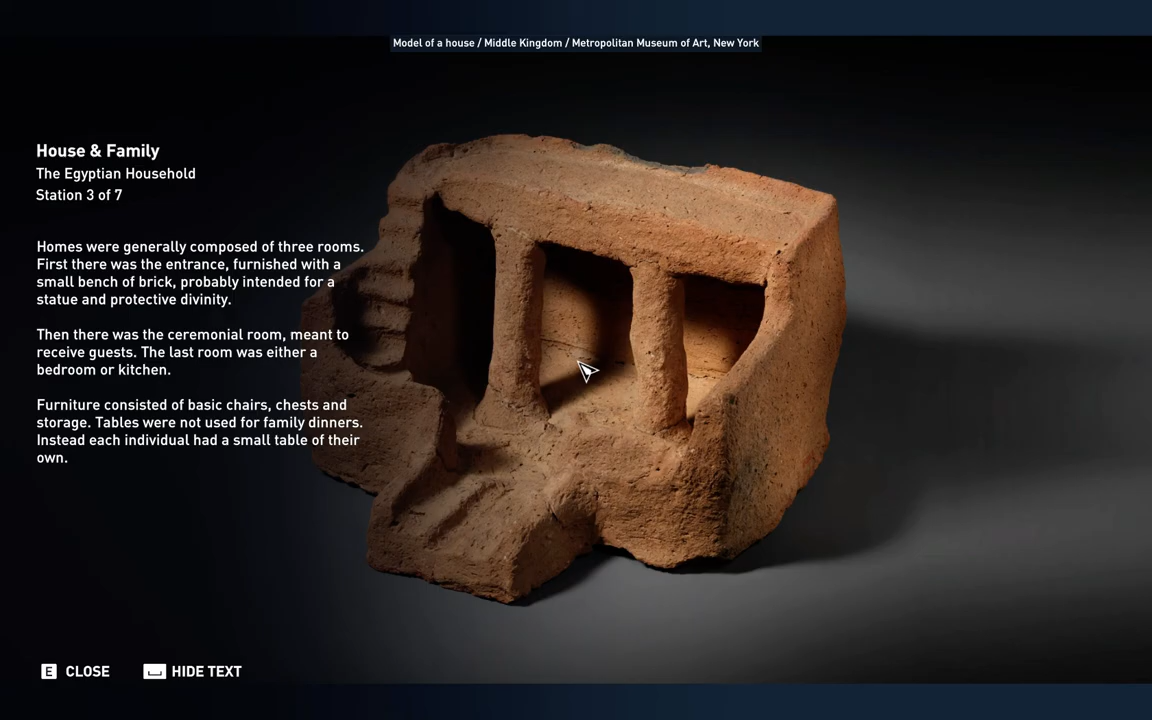 Model of a house / Middle Kingdom / Metropolitan Museum of Art, New York
House & Family
The Egyptian Household
Station 3 of 7
Homes were generally composed of three rooms.
First there was the entrance, furnished with a
small bench of brick, probably intended for a
statue and protective divinity.
Then there was the ceremonial room, meant to
receive guests. The last room was either a
bedroom or kitchen.
Furniture consisted of basic chairs, chests and
storage. Tables were not used for family dinners.
Instead each individual had a small table of their
own.
E CLOSE
HIDE TEXT